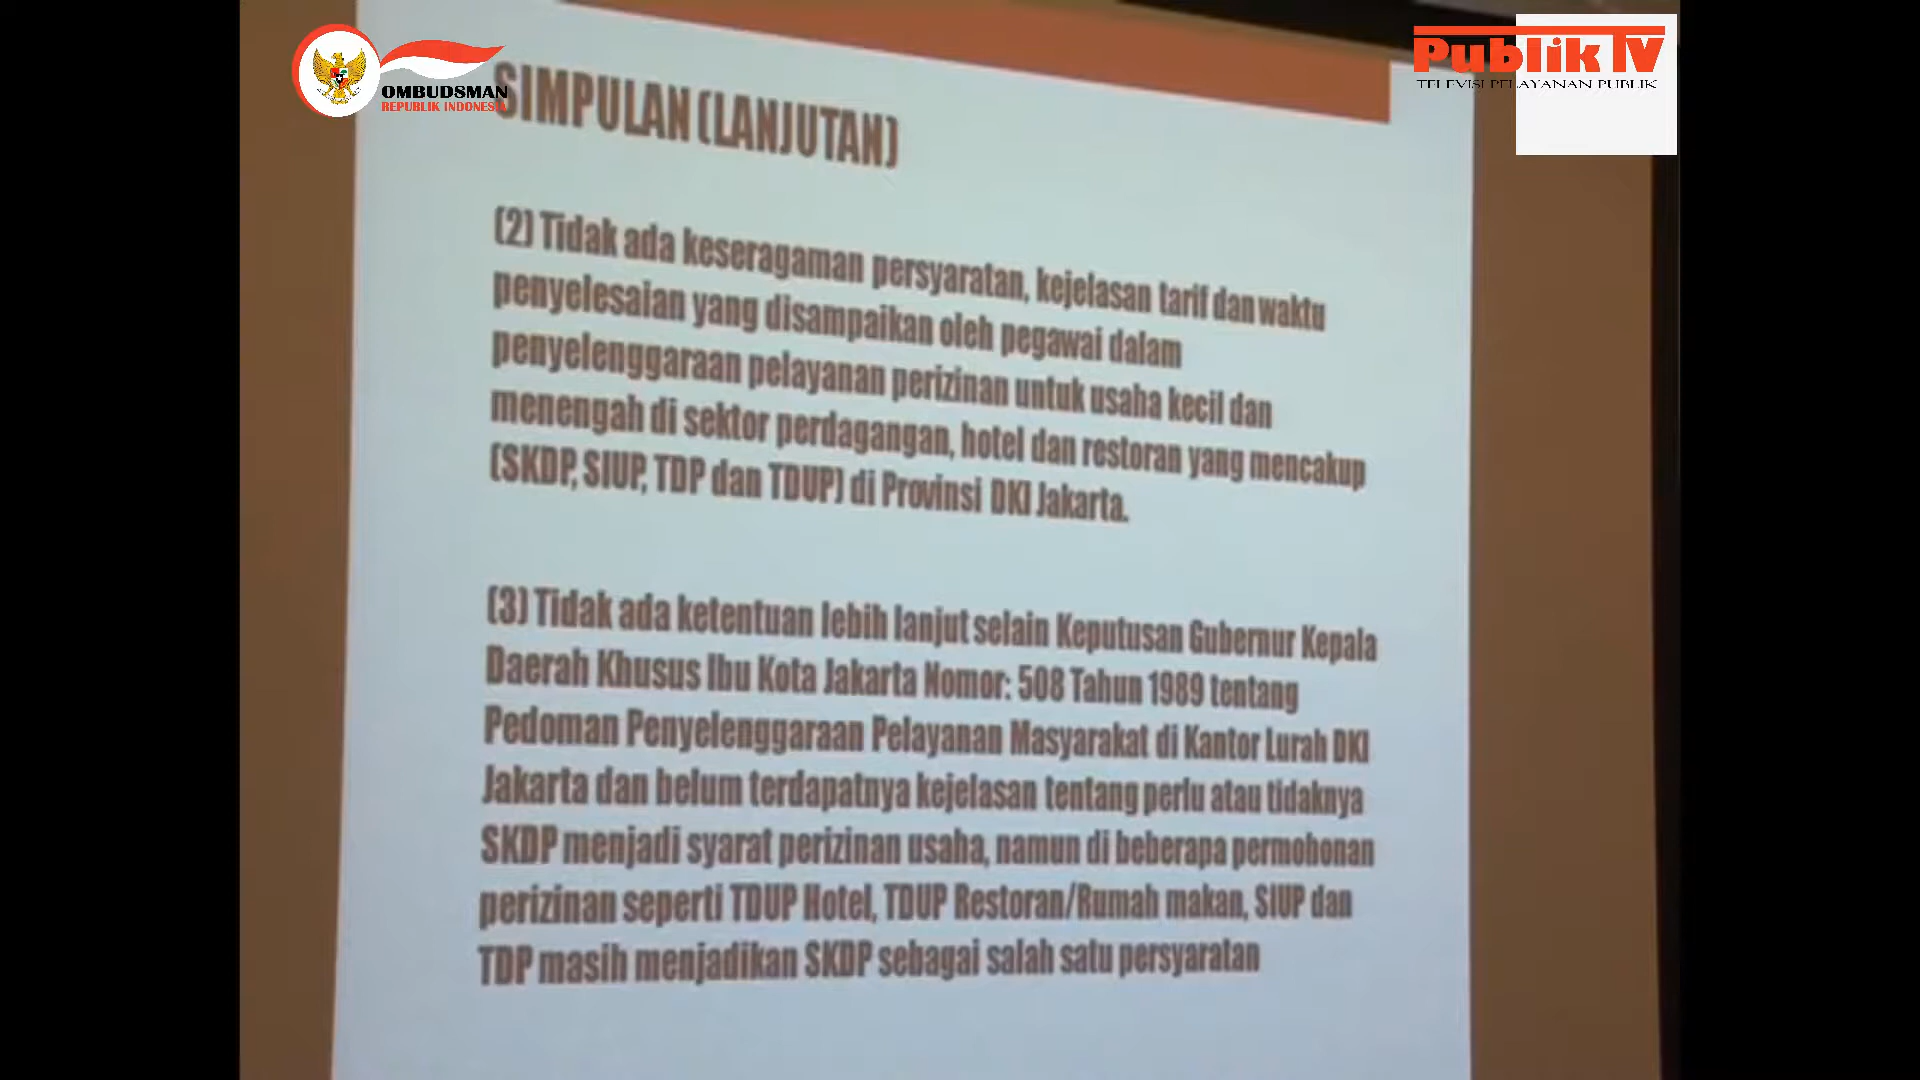 OMBUDSMAN
REPUBLIK INDONESIA
Publik TV
TELEVISI PELAYANAN PUBLIK
SIMPULAN (LANJUTAN)
(2) Tidak ada keseragaman persyaratan, kejelasan tarif dan waktu
penyelesaian yang disampaikan oleh pegawai dalam
penyelenggaraan pelayanan perizinan untuk usaha kecil dan
menengah di sektor perdagangan, hotel dan restoran yang mencakup
(SKDP, SIUP, TDP dan TDUP) di Provinsi DKI Jakarta.
(3) Tidak ada ketentuan lebih lanjut selain Keputusan Gubernur Kepala
Daerah Khusus Ibu Kota Jakarta Nomor: 508 Tahun 1989 tentang
Pedoman Penyelenggaraan Pelayanan Masyarakat di Kantor Lurah DKI
Jakarta dan belum terdapatnya kejelasan tentang perlu atau tidaknya
SKDP menjadi syarat perizinan usaha, namun di beberapa permohonan
perizinan seperti TDUP Hotel, TDUP Restoran/Rumah makan, SIUP dan
TDP masih menjadikan SKDP sebagai salah satu persyaratan